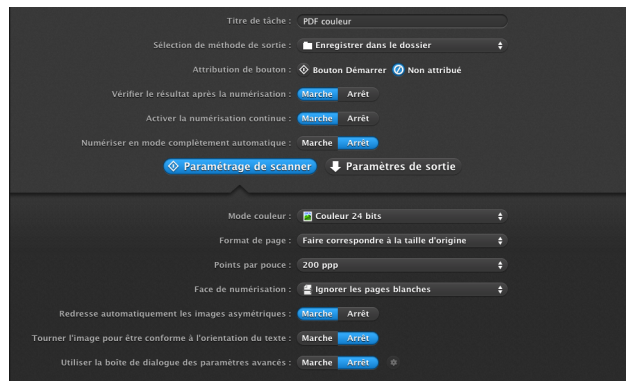 Titre de tâche : PDF couleur
Sélection de méthode de sortie : Enregistrer dans le dossier
Attribution de bouton : Bouton Démarrer Non attribué
Vérifier le résultat après la numérisation : Marche Arrêt
Activer la numérisation continue : Marche Arrêt
Numériser en mode complètement automatique : Marche Arrêt
Paramétrage de scanner Paramètres de sortie
Mode couleur : Couleur 24 bits
Format de page : Faire correspondre à la taille d'origine
Points par pouce : 200 ppp
Face de numérisation : Ignorer les pages blanches
Redresse automatiquement les images asymétriques : Marche Arrêt
Tourner l'image pour être conforme à l'orientation du texte : Marche Arrêt
Utiliser la boîte de dialogue des paramètres avancés : Marche Arrêt